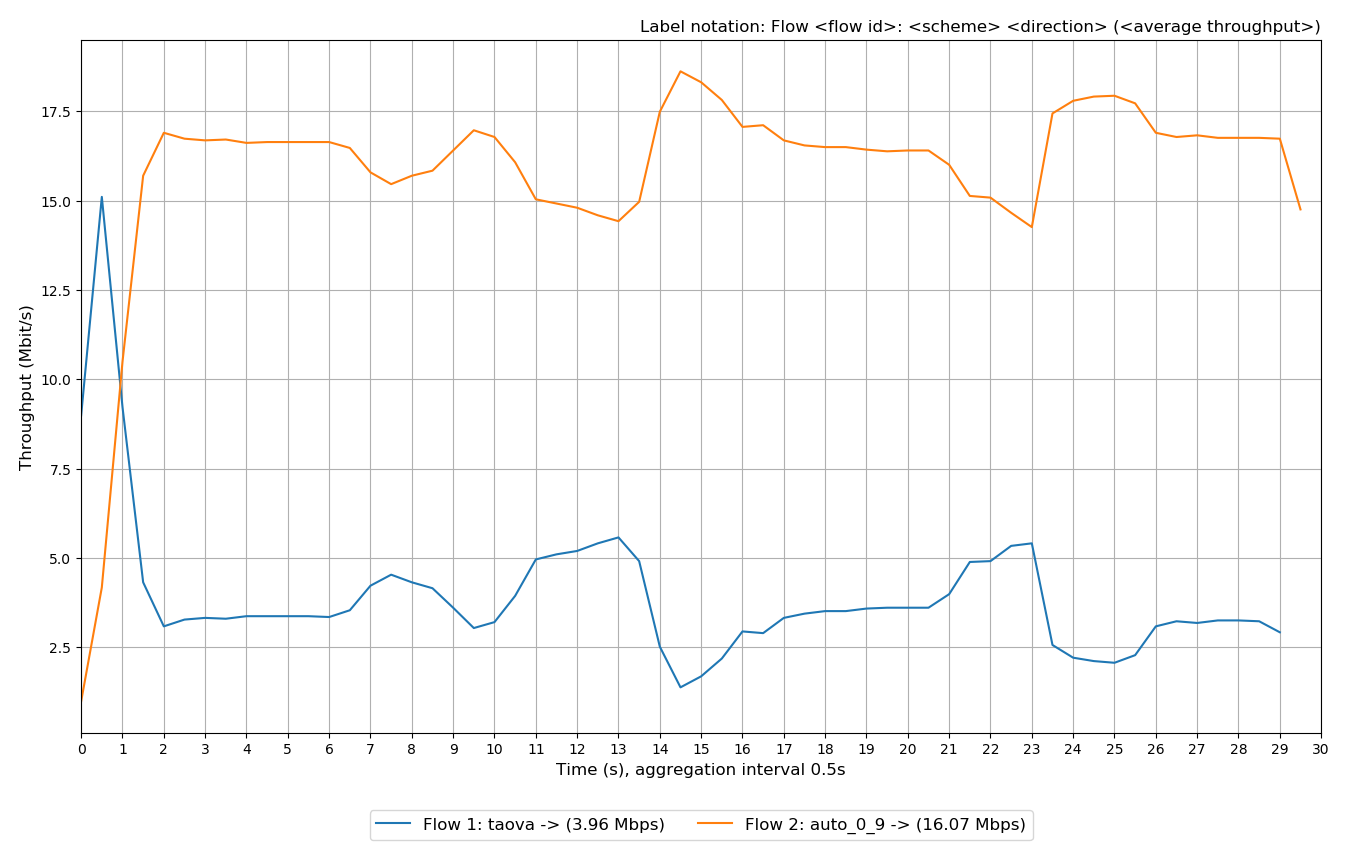 Label notation: Flow <flow id>: <scheme> <direction> (<average throughput>)
Throughput (Mbit/s)
17.5
15.0
12.5
10.0
7.5
5.0
2.5
0 1 2 3 4 5 6 7 8 9 10 11 12 13 14 15 16 17 18 19 20 21 22 23 24 25 26 27 28 29 30
Time (s), aggregation interval 0.5s
Flow 1: taova -> (3.96 Mbps) Flow 2: auto_0_9 -> (16.07 Mbps)